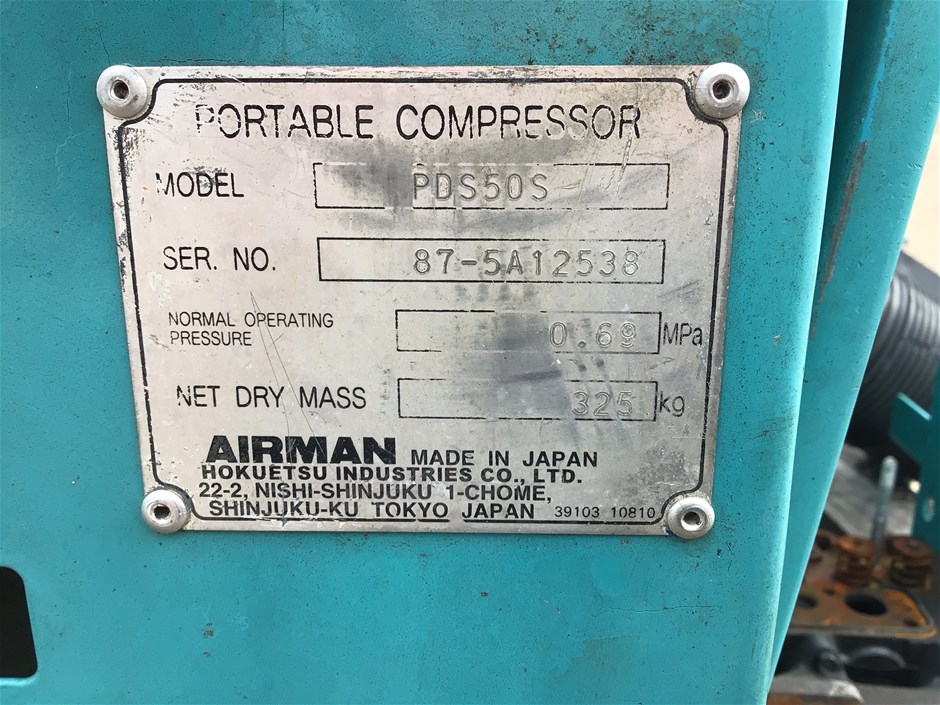 PORTABLE COMPRESSOR
MODEL PDS50S
SER. NO. 87-5A12538
NORMAL OPERATING
PRESSURE 0.69 MPa
NET DRY MASS 325 kg
AIRMAN MADE IN JAPAN
HOKUETSU INDUSTRIES CO., LTD.
22-2, NISHI-SHINJUKU 1-CHOME,
SHINJUKU-KU TOKYO JAPAN 39103 10810